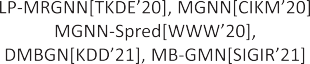 LP-MRGNN[TKDE'20], MGNN[CIKM'20]
MGNN-Spred[WWW'20],
DMBGN[KDD'21], MB-GMN[SIGIR'21]